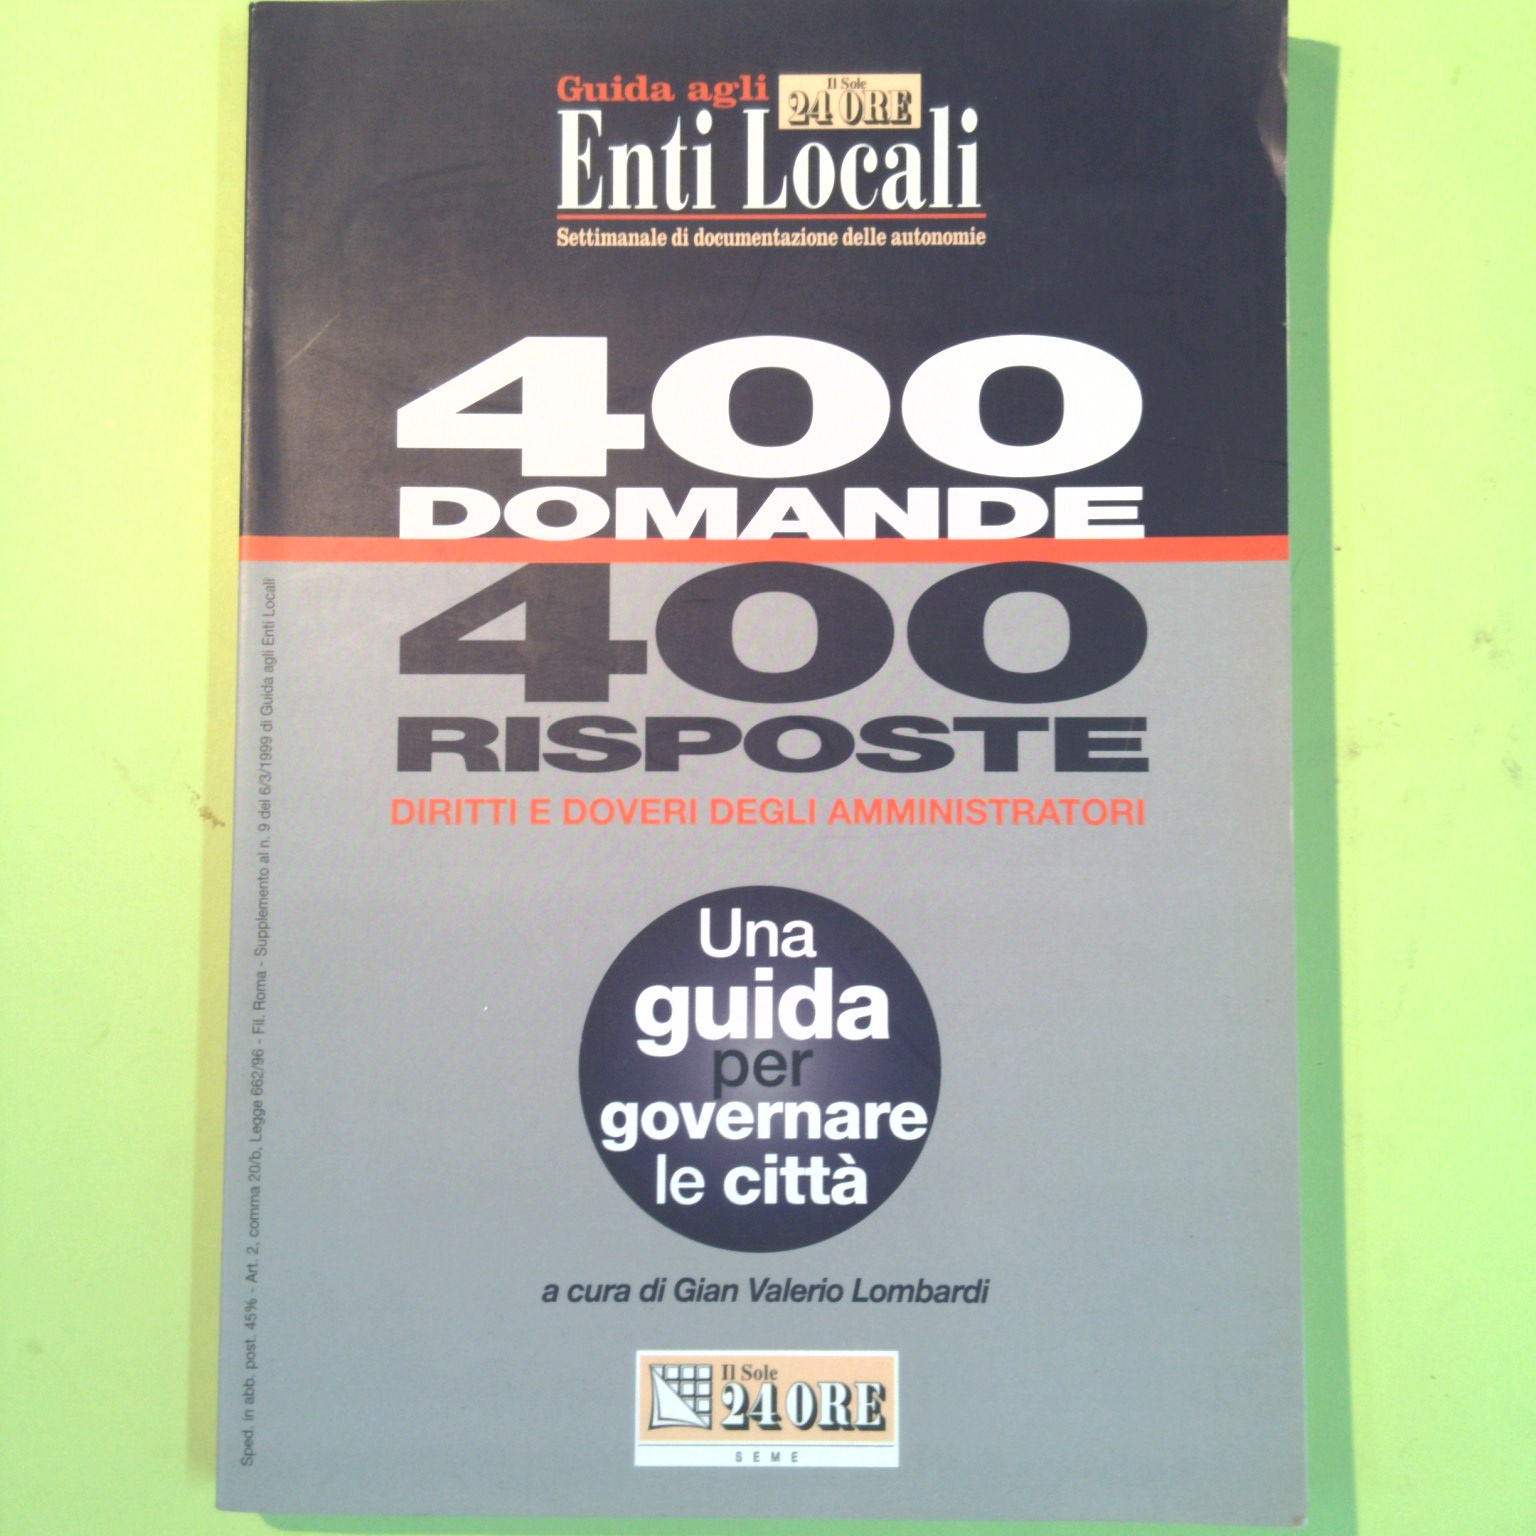 Guida agli
Il Sole
24 ORE
Enti Locali
Settimanale di documentazione delle autonomie
400
DOMANDE
400
RISPOSTE
DIRITTI E DOVERI DEGLI AMMINISTRATORI
Una
guida
per
governare
le città
a cura di Gian Valerio Lombardi
Il Sole
24 ORE
SEME
Sped. in abb. post. 45% - Art. 2, comma 20/b, Legge 662/96 - Fil. Roma - Supplemento al n. 9 del 6/3/1999 di Guida agli Enti Locali